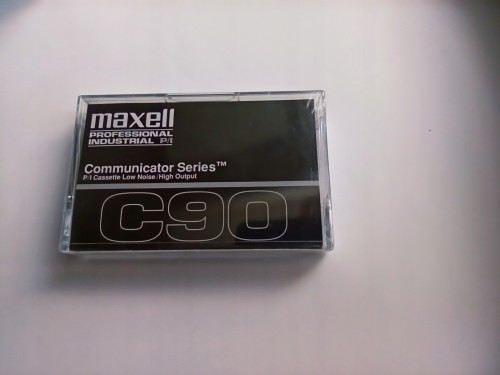 maxell
PROFESSIONAL
INDUSTRIAL P/I
Communicator Series™
P/I Cassette Low Noise/High Output
C90